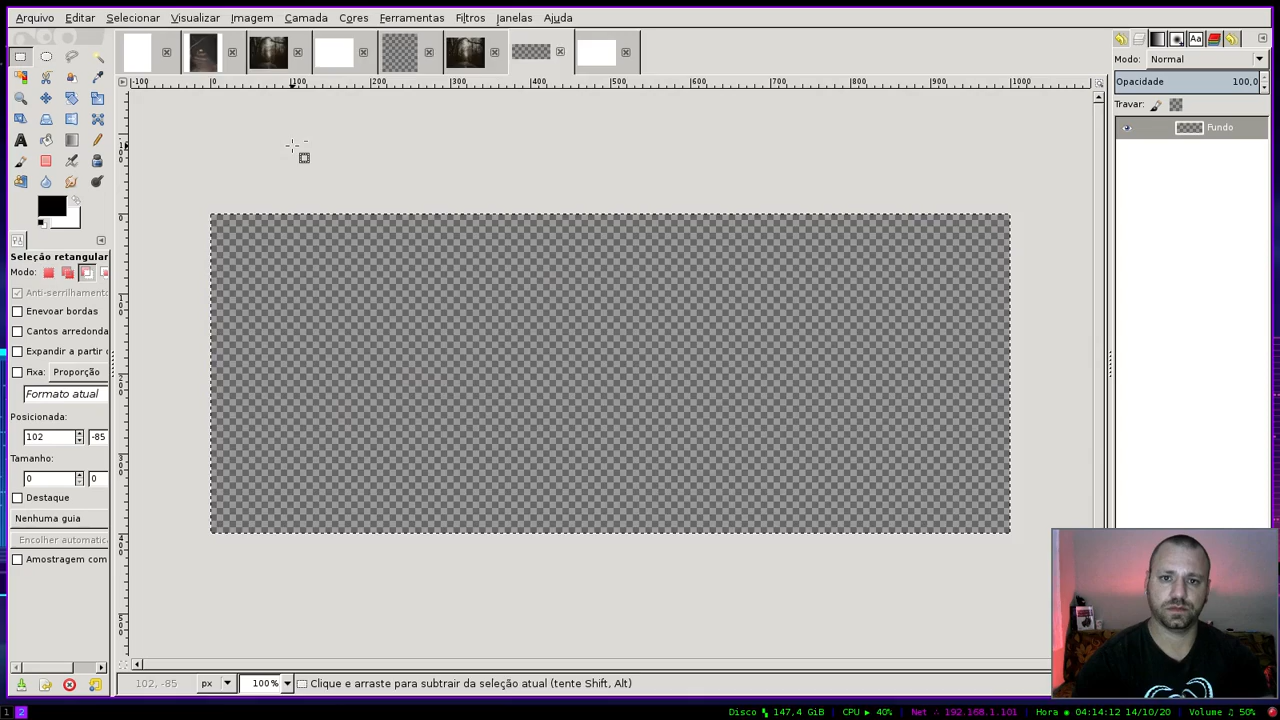 Arquivo Editar Selecionar Visualizar Imagem Camada Cores Ferramentas Filtros Janelas Ajuda
-100 0 100 200 300 400 500 600 700 800 900 1000
Modo: Normal
Opacidade 100,0
Travar:
Fundo
Seleção retangular
Modo:
Anti-serrilhamento
Enevoar bordas
Cantos arredonda
Expandir a partir
Fixa: Proporção
Formato atual
Posicionada:
102 -85
Tamanho:
0 0
Destaque
Nenhuma guia
Encolher automatica
Amostragem com
102, -85 px 100% Clique e arraste para subtrair da seleção atual (tente Shift, Alt)
1 2 Disco 147,4 GiB CPU 40% Net 192.168.1.101 Hora 04:14:12 14/10/20 Volume 50%